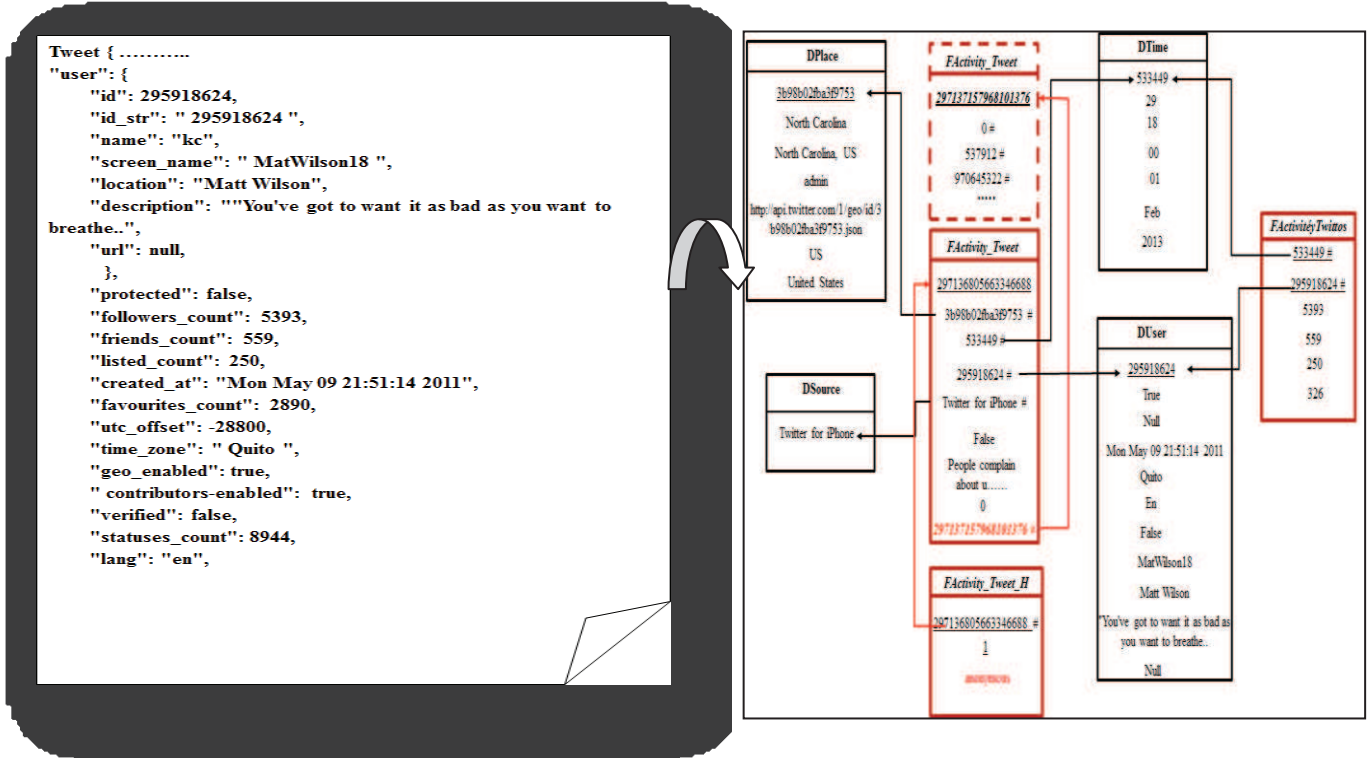 Tweet { ………..
"user": {
"id": 295918624,
"id_str": " 295918624 ",
"name": "kc",
"screen_name": " MatWilson18 ",
"location": "Matt Wilson",
"description": ""You've got to want it as bad as you want to
breathe..",
"url": null,
},
"protected": false,
"followers_count": 5393,
"friends_count": 559,
"listed_count": 250,
"created_at": "Mon May 09 21:51:14 2011",
"favourites_count": 2890,
"utc_offset": -28800,
"time_zone": " Quito ",
"geo_enabled": true,
" contributors-enabled": true,
"verified": false,
"statuses_count": 8944,
"lang": "en",
DPlace
3b98b02fba3f9753
North Carolina
North Carolina, US
admin
http://api.twitter.com/1/geo/id/3
b98b02fba3f9753.json
US
United States
DSource
Twitter for iPhone
FActivity_Tweet
297137157968101376
0 #
537912 #
970645322 #
.....
FActivity_Tweet
297136805663346688
3b98b02fba3f9753 #
533449 #
295918624 #
Twitter for iPhone #
False
People complain
about u......
0
297137157968101376 #
FActivity_Tweet_H
297136805663346688 #
1
anonymous
DTime
533449
29
18
00
01
Feb
2013
DUser
295918624
True
Null
Mon May 09 21:51:14 2011
Quito
En
False
MatWilson18
Matt Wilson
"You've got to want it as bad as
you want to breathe..
Null
FActivitéyTwittos
533449 #
295918624 #
5393
559
250
326